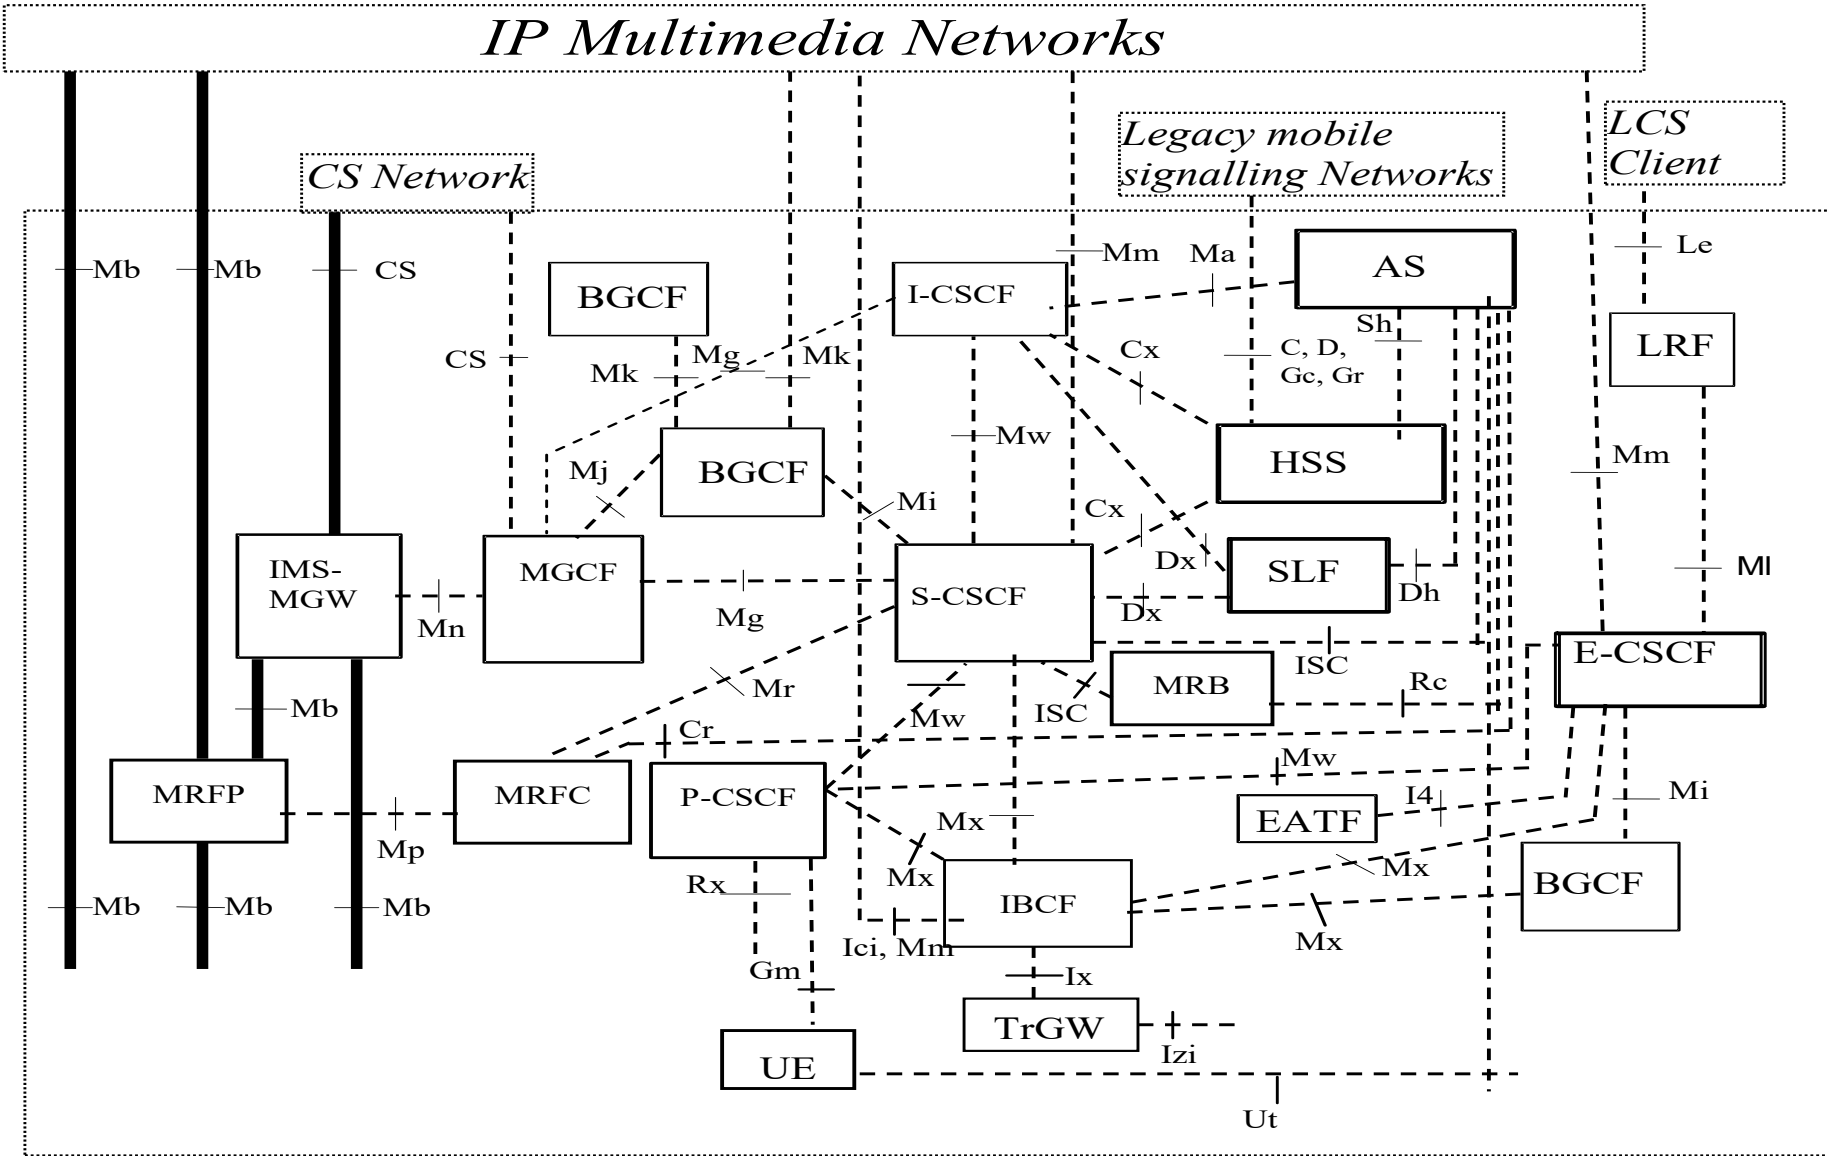 IP Multimedia Networks
LCS
Client
Legacy mobile
signalling Networks
CS Network
Mb
Mb
CS
Mm
Ma
Le
AS
BGCF
I-CSCF
Sh
LRF
CS
Mk
Mg
Mk
Cx
C, D,
Gc, Gr
Mw
Mj
BGCF
HSS
Mm
Mi
Cx
IMS-
MGW
MGCF
S-CSCF
Dx
SLF
Dh
Ml
Mn
Mg
Dx
ISC
E-CSCF
Mr
MRB
Rc
Mb
Mw
ISC
Cr
Mw
MRFP
MRFC
P-CSCF
I4
Mi
Mx
EATF
Mp
Mx
Mx
Rx
BGCF
Mb
Mb
Mb
IBCF
Mx
Ici, Mm
Gm
Ix
TrGW
Izi
UE
Ut